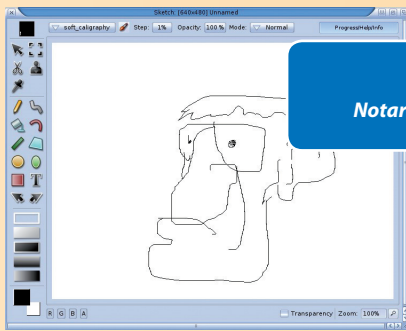 Sketch: [640x480] Unnamed
soft_caligraphy Step: 1% Opacity: 100% Mode: Normal Progress/Help/Info
Notar
T
R G B A Transparency Zoom: 100%